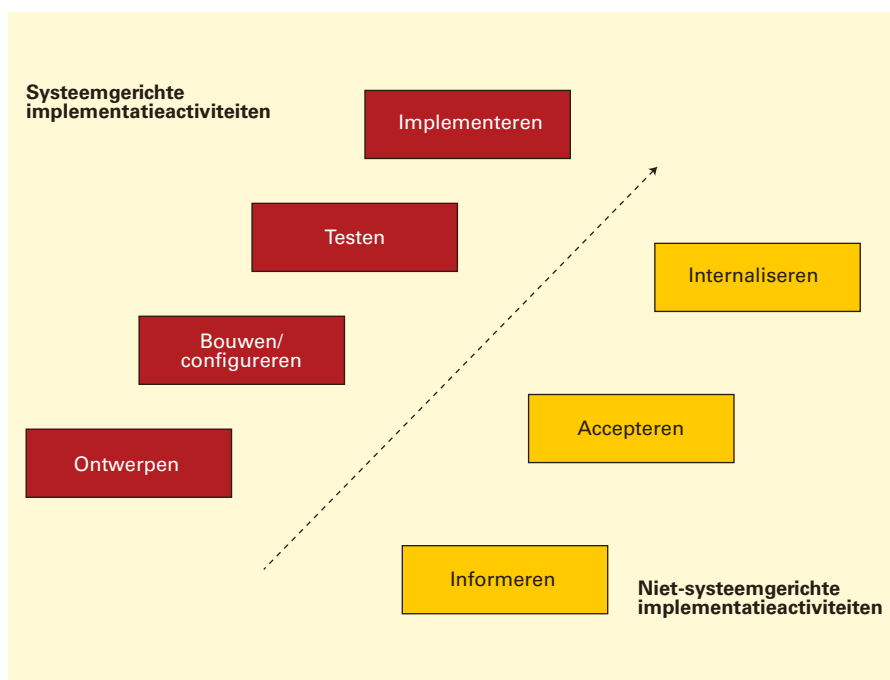 Systeemgerichte
implementatieactiviteiten
Implementeren
Testen
Internaliseren
Bouwen/
configureren
Accepteren
Ontwerpen
Informeren
Niet-systeemgerichte
implementatieactiviteiten